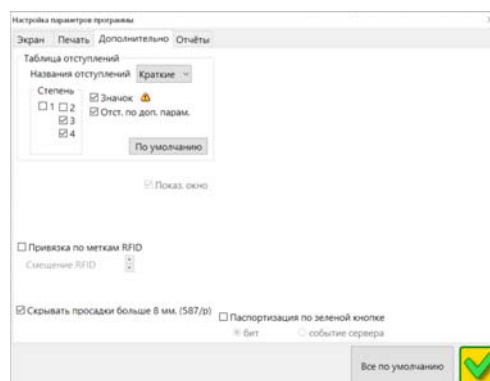 Настройка параметров программы
Экран Печать Дополнительно Отчёты
Таблица отступлений
Названия отступлений Краткие
Степень
1 2
3
4
Значок
Отст. по доп. парам.
По умолчанию
Показ. окно
Привязка по меткам RFID
Смещение RFID
Скрывать просадки больше 8 мм. (587/р)
Паспортизация по зеленой кнопке
бит событие сервера
Все по умолчанию